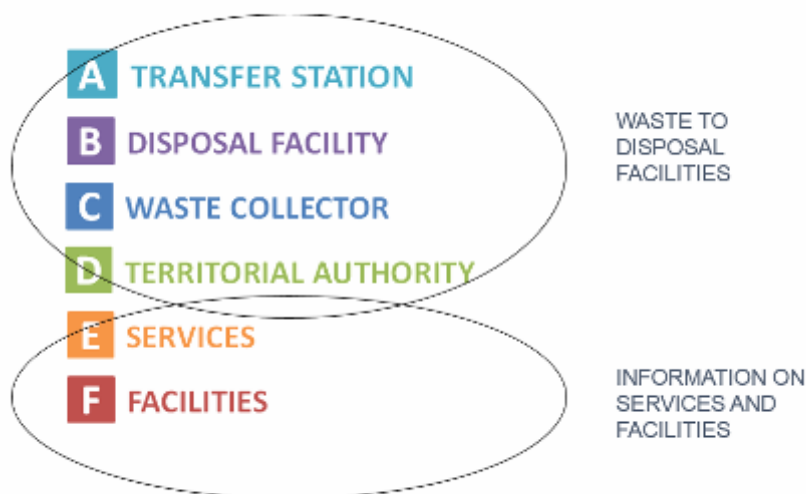 A TRANSFER STATION
B DISPOSAL FACILITY
C WASTE COLLECTOR
D TERRITORIAL AUTHORITY
E SERVICES
F FACILITIES
WASTE TO
DISPOSAL
FACILITIES
INFORMATION ON
SERVICES AND
FACILITIES